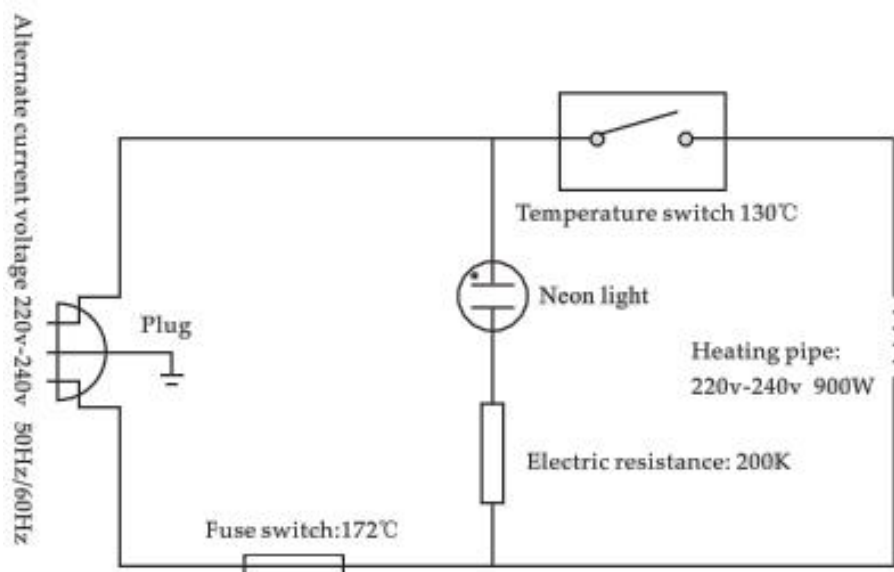 Alternate current voltage 220v-240v 50Hz/60Hz
Temperature switch 130℃
Neon light
Plug
Heating pipe:
220v-240v 900W
Electric resistance: 200K
Fuse switch:172℃